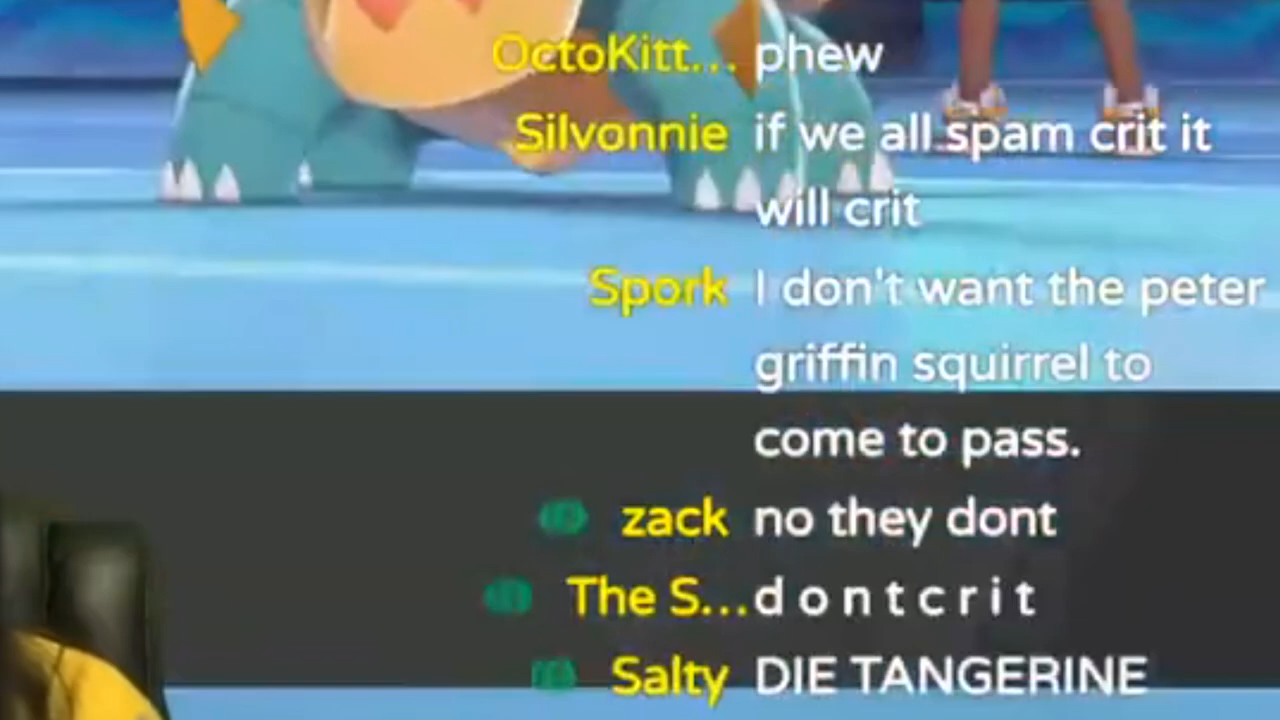 OctoKitt... phew
Silvonnie if we all spam crit it
will crit
Spork I don't want the peter
griffin squirrel to
come to pass.
zack no they dont
The S... d o n t c r i t
Salty DIE TANGERINE